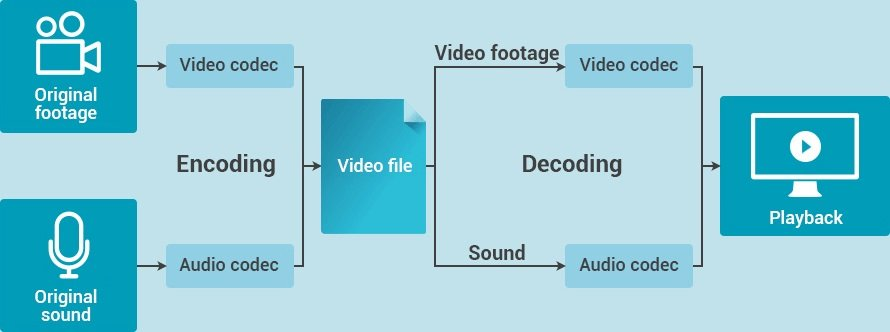 Original
footage
Video codec
Encoding
Original
sound
Audio codec
Video file
Video footage
Video codec
Decoding
Sound
Audio codec
Playback